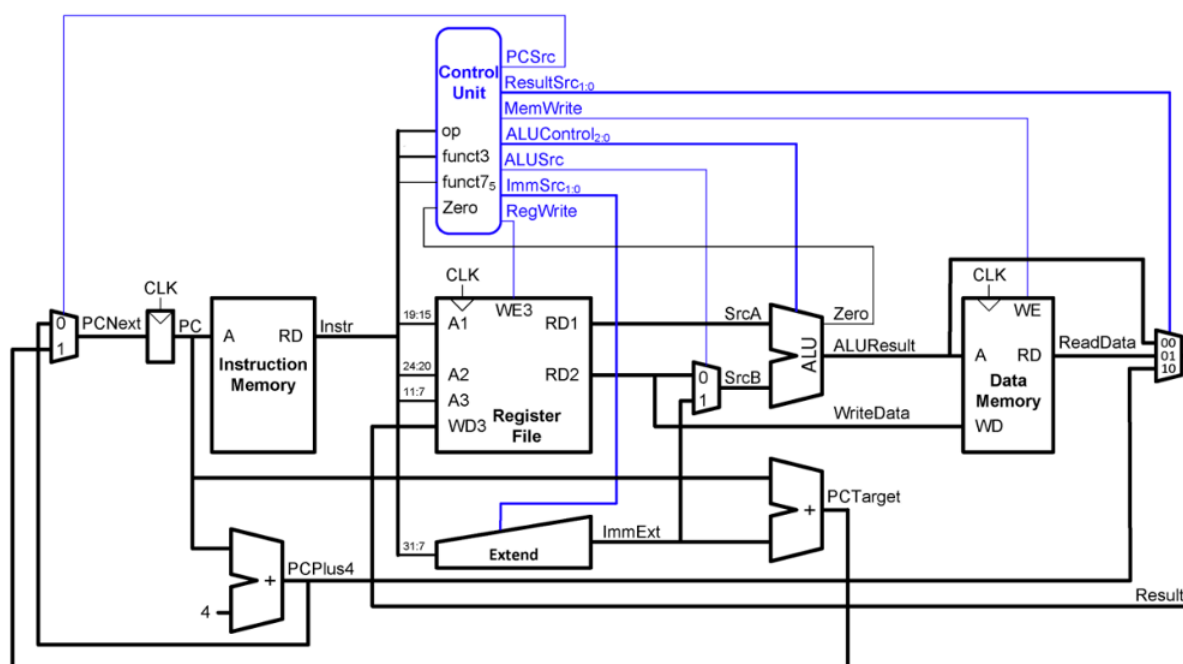 PCSrc
Control
Unit
ResultSrc1:0
MemWrite
op
ALUControl2:0
funct3
ALUSrc
funct75
ImmSrc1:0
Zero
RegWrite
CLK
CLK
CLK
0
1
PCNext
PC
A
RD
Instruction
Memory
Instr
19:15
A1
WE3
RD1
24:20
A2
RD2
11:7
A3
WD3
Register
File
0
1
SrcA
SrcB
ALU
Zero
ALUResult
WriteData
WE
A
RD
Data
Memory
WD
ReadData
00
01
10
31:7
Extend
ImmExt
+
PCTarget
+
PCPlus4
4
Result